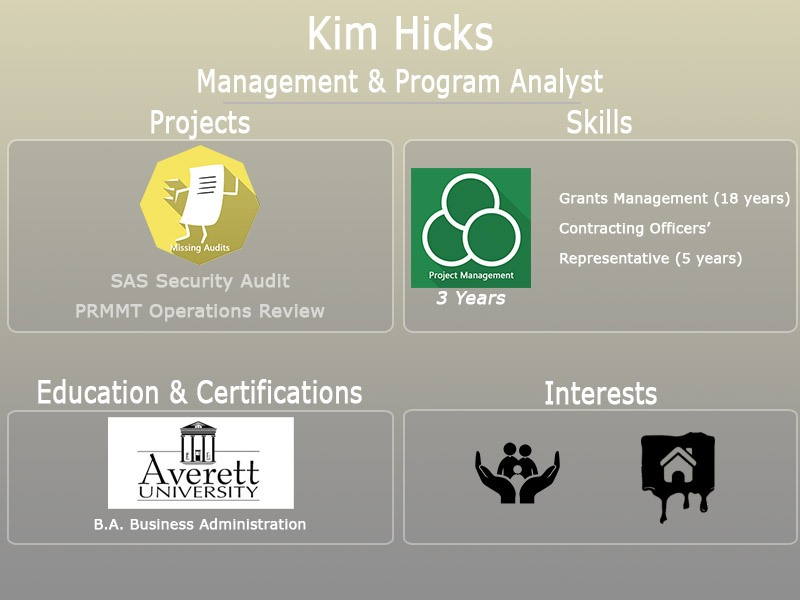 Kim Hicks
Management & Program Analyst
Projects
Missing Audits
SAS Security Audit
PRMMT Operations Review
Skills
Project Management
3 Years
Grants Management (18 years)
Contracting Officers’
Representative (5 years)
Education & Certifications
Averett
UNIVERSITY
B.A. Business Administration
Interests